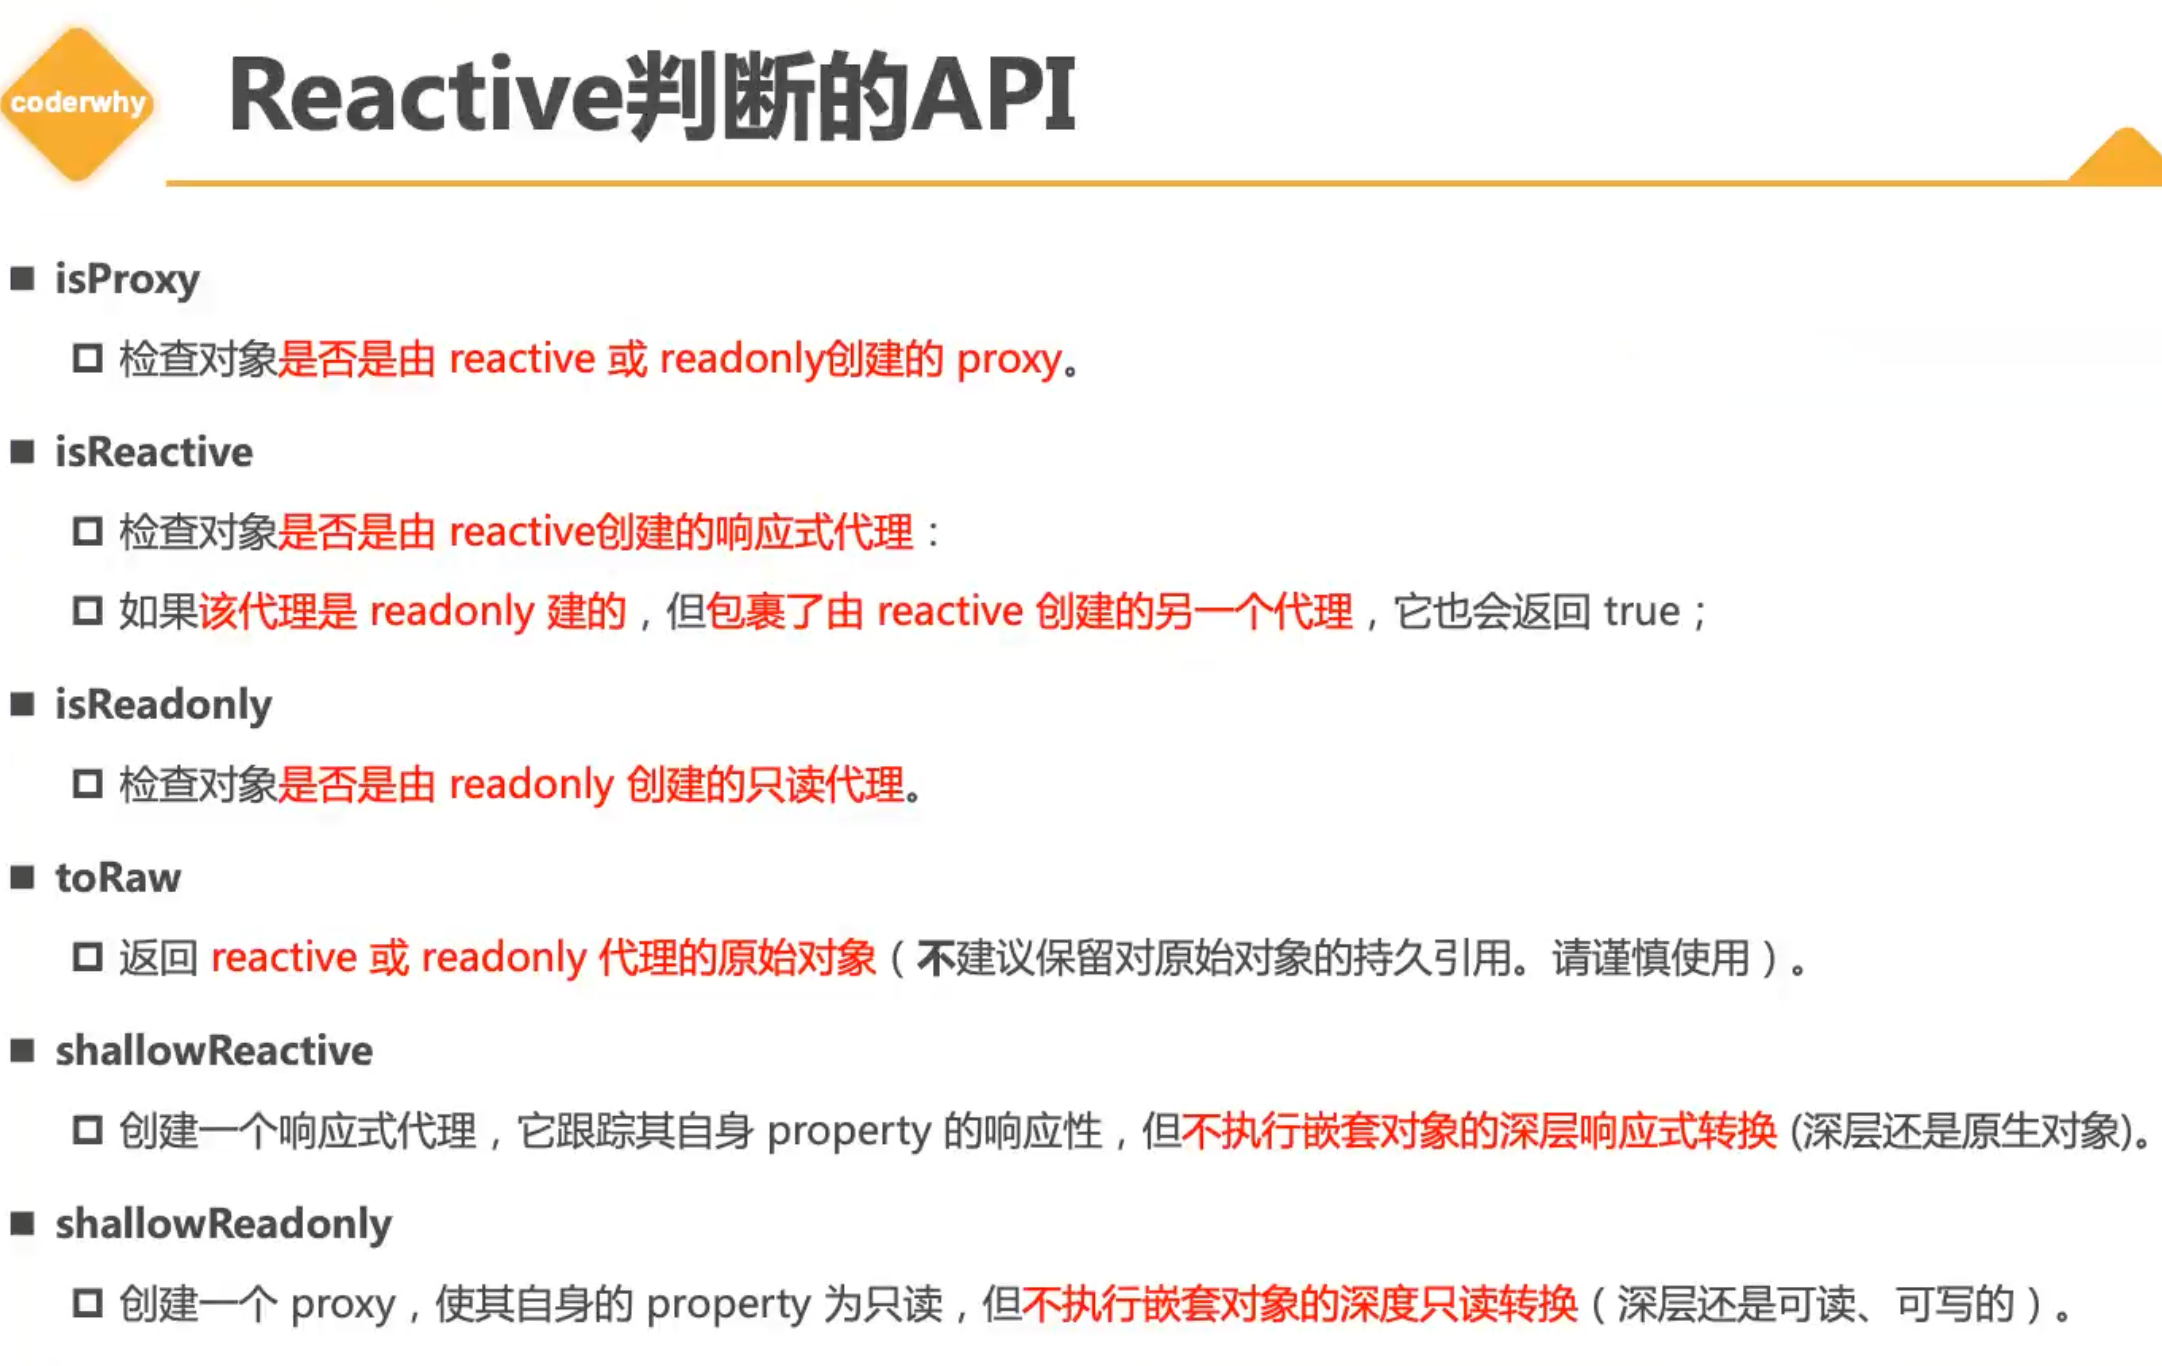 coderwhy
Reactive判断的API
isProxy
检查对象是否是由 reactive 或 readonly创建的 proxy。
isReactive
检查对象是否是由 reactive创建的响应式代理：
如果该代理是 readonly 建的，但包裹了由 reactive 创建的另一个代理，它也会返回 true；
isReadonly
检查对象是否是由 readonly 创建的只读代理。
toRaw
返回 reactive 或 readonly 代理的原始对象（不建议保留对原始对象的持久引用。请谨慎使用）。
shallowReactive
创建一个响应式代理，它跟踪其自身 property 的响应性，但不执行嵌套对象的深层响应式转换 (深层还是原生对象)。
shallowReadonly
创建一个 proxy，使其自身的 property 为只读，但不执行嵌套对象的深度只读转换（深层还是可读、可写的）。